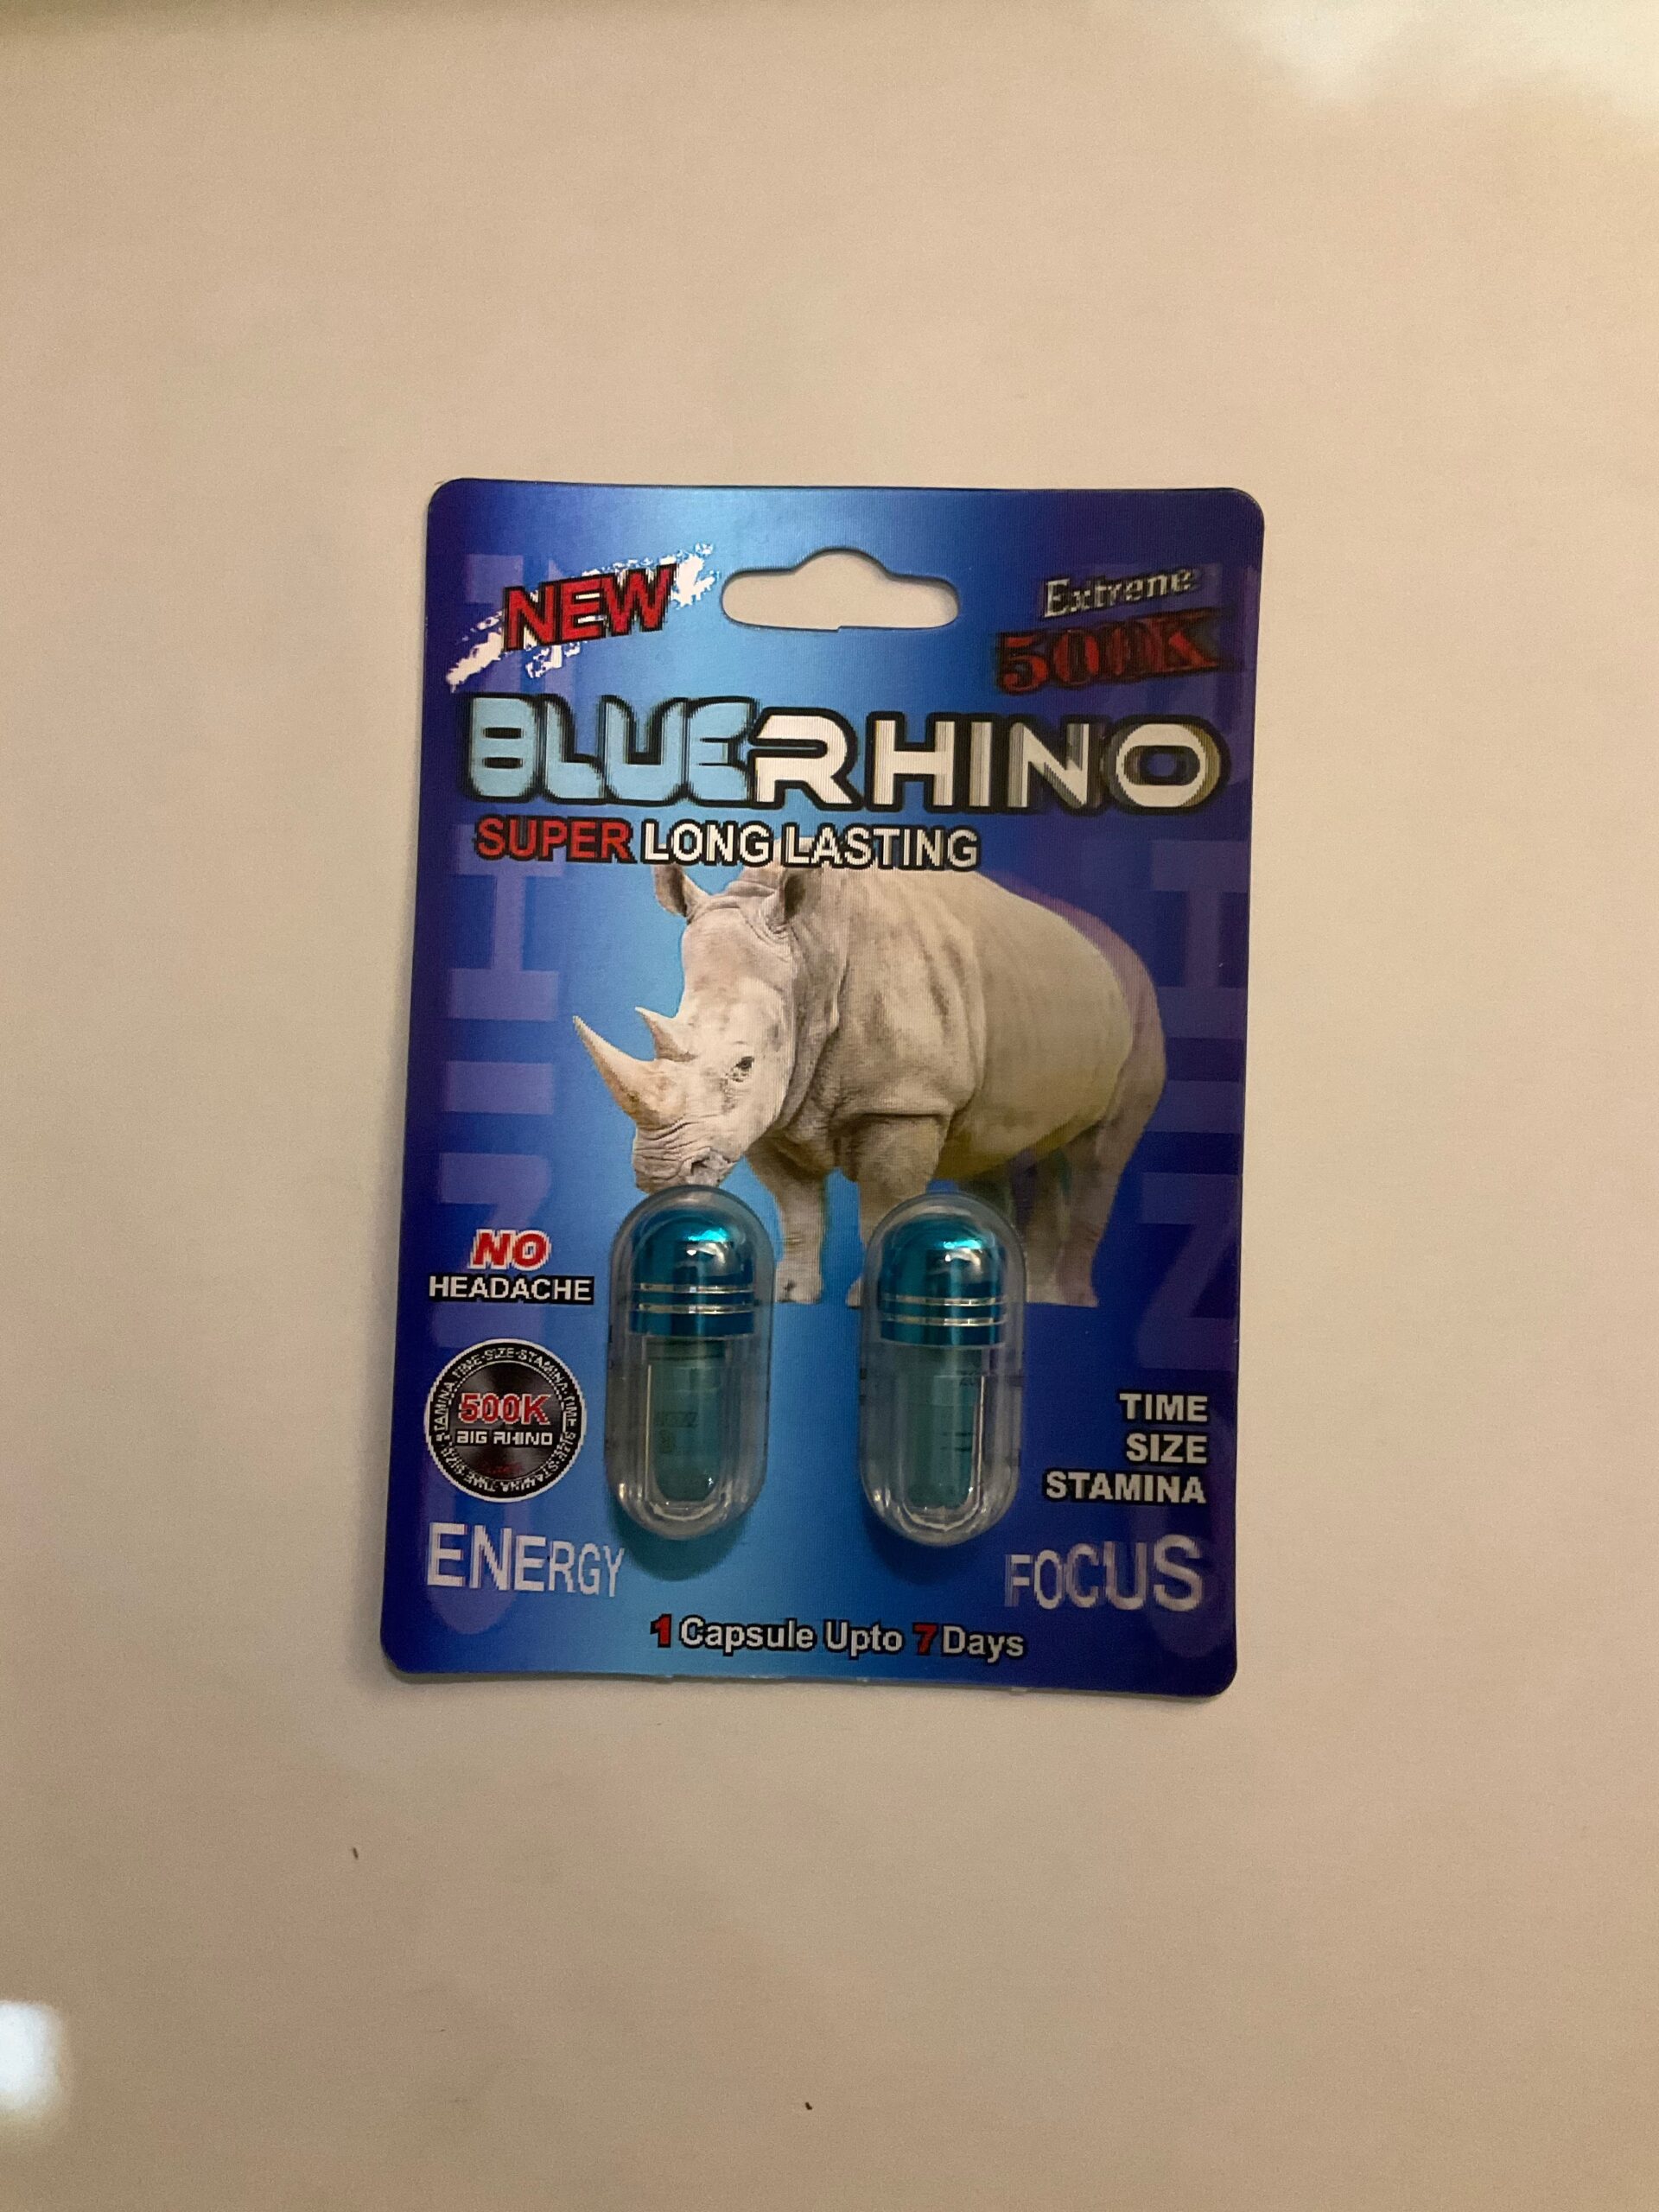 NEW
Extreme
500K
BLUERHINO
SUPER LONG LASTING
NO
HEADACHE
500K
BIG RHINO
TIME
SIZE
STAMINA
ENERGY
FOCUS
1 Capsule Upto 7 Days